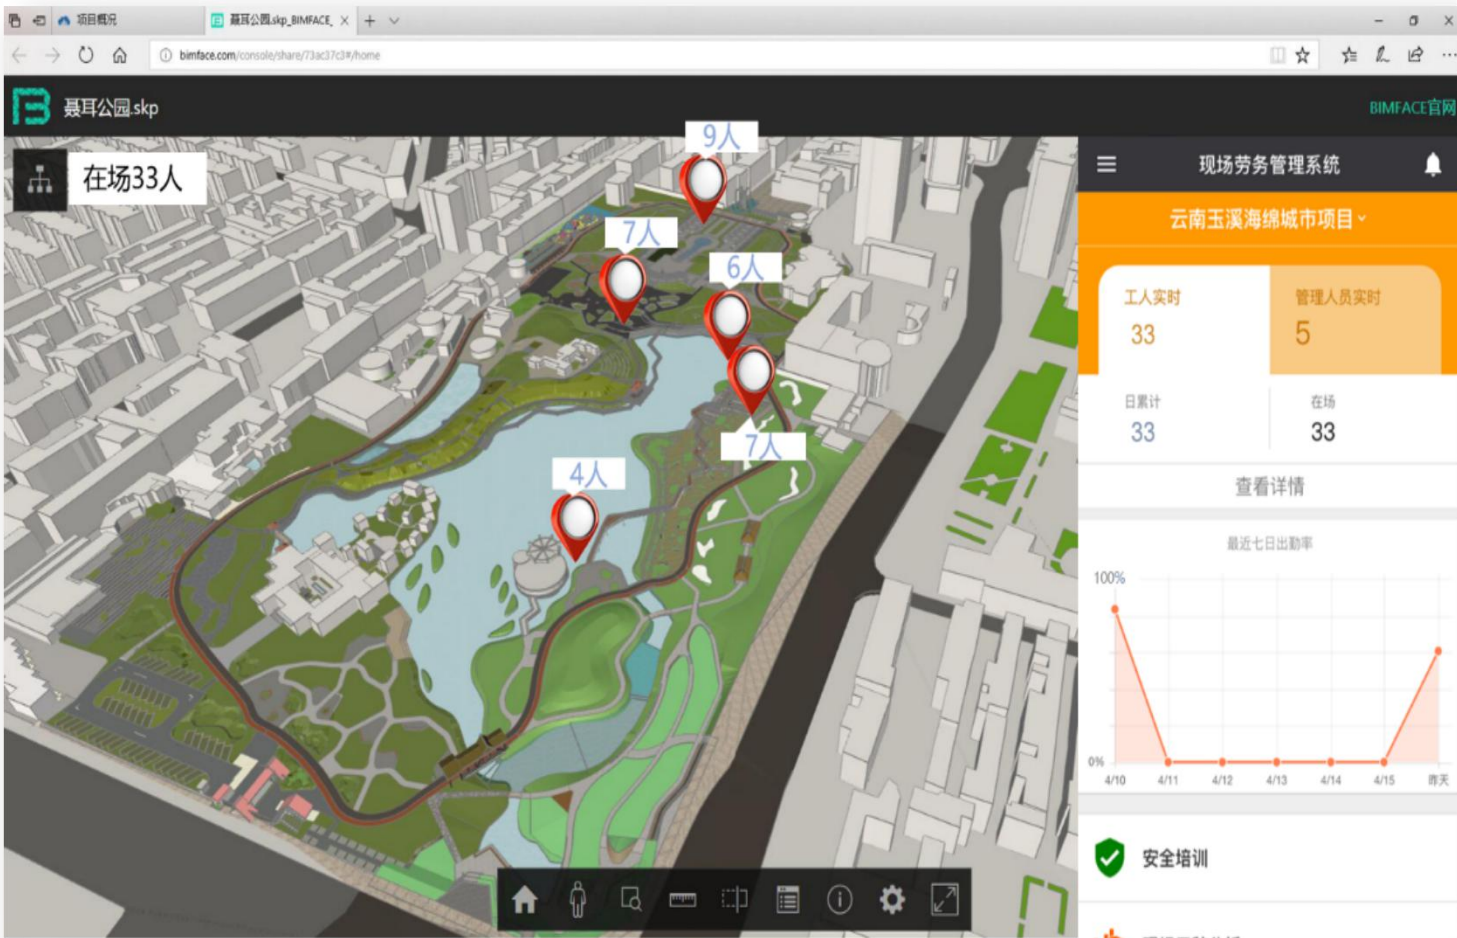 项目概况
聂耳公园.skp_BIMFACE_
bimface.com/console/share/73ac37c3#/home
聂耳公园.skp
BIMFACE官网
在场33人
9人
7人
6人
7人
4人
现场劳务管理系统
云南玉溪海绵城市项目
工人实时
33
管理人员实时
5
日累计
33
在场
33
查看详情
最近七日出勤率
100%
0%
4/10 4/11 4/12 4/13 4/14 4/15 昨天
安全培训